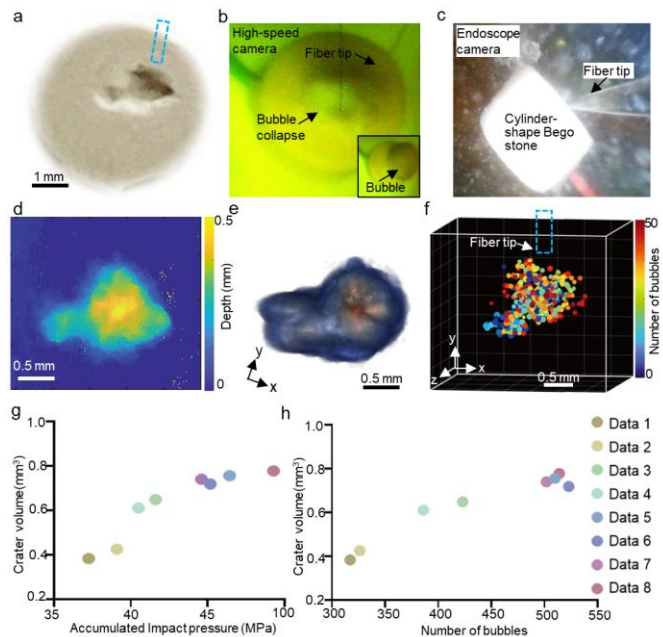 a
b
c
High-speed
camera
Fiber tip
Bubble
collapse
Bubble
1 mm
Endoscope
camera
Fiber tip
Cylinder-
shape Bego
stone
d
e
f
0.5
Depth (mm)
0
0.5 mm
y
x
0.5 mm
Fiber tip
50
Number of bubbles
0
y
z
x
0.5 mm
g
h
1.0
0.8
0.6
0.4
0.2
Crater volume(mm³)
35
40
45
100
Accumulated Impact pressure (MPa)
1.0
0.8
0.6
0.4
0.2
Crater volume(mm³)
300
350
400
450
500
550
Number of bubbles
Data 1
Data 2
Data 3
Data 4
Data 5
Data 6
Data 7
Data 8